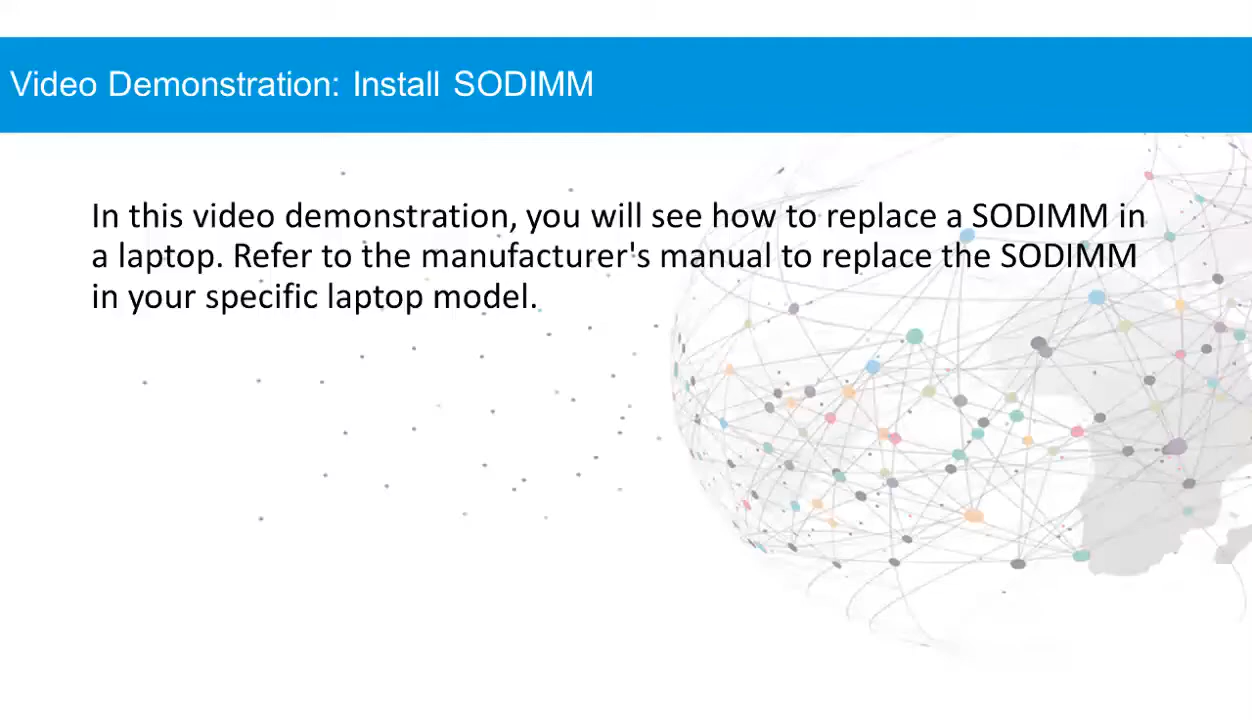 Video Demonstration: Install SODIMM
In this video demonstration, you will see how to replace a SODIMM in
a laptop. Refer to the manufacturer's manual to replace the SODIMM
in your specific laptop model.